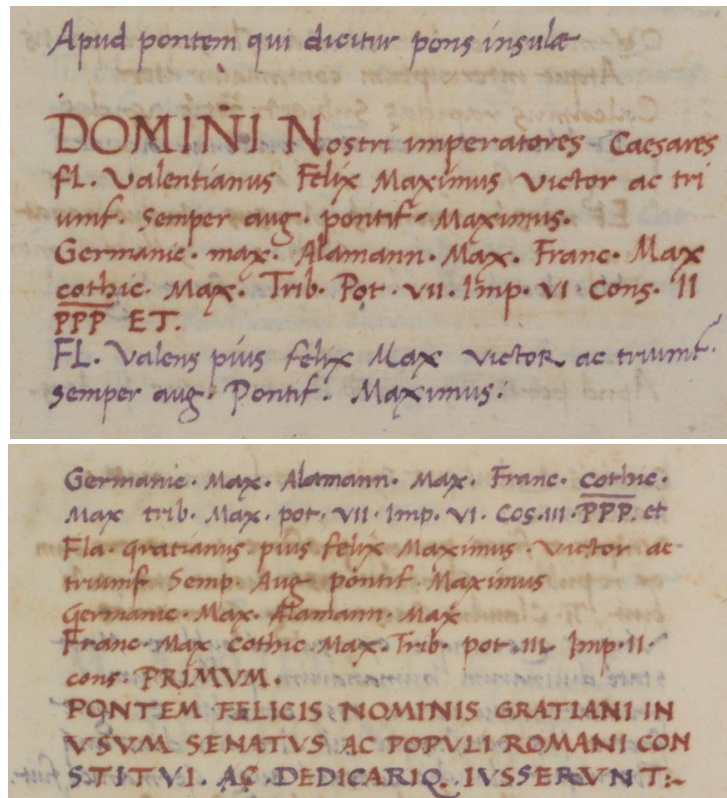 Apud pontem qui dicitur pons insulæ
DOMINI Nostri imperatores Caesares
FL. Valentianus Felix Maximus victor ac tri
umf. semper aug. pontif. Maximus.
Germanic. max. Alamann. Max. Franc. Max
cothic. Max. Trib. Pot. VII. Imp. VI Cons. II
PPP ET.
FL. Valens pius felix Max victor ac triumf.
semper aug. Pontif. Maximus.
Germanic. Max. Alamann. Max. Franc. cothic.
Max trib. Max. pot. VII. Imp. VI. Cos. III. PPP. et
Fla. gratianus pius felix Maximus victor ac
triumf Semp. Aug pontif. Maximus
Germanic. Max. Alamann. Max
Franc. Max cothic Max. Trib. pot. III. Imp. II.
cons PRIMVM.
PONTEM FELICIS NOMINIS GRATIANI IN
VSVM SENATVS AC POPVLI ROMANI CON
STITVI. AC DEDICARIQ. IVSSERVNT:~